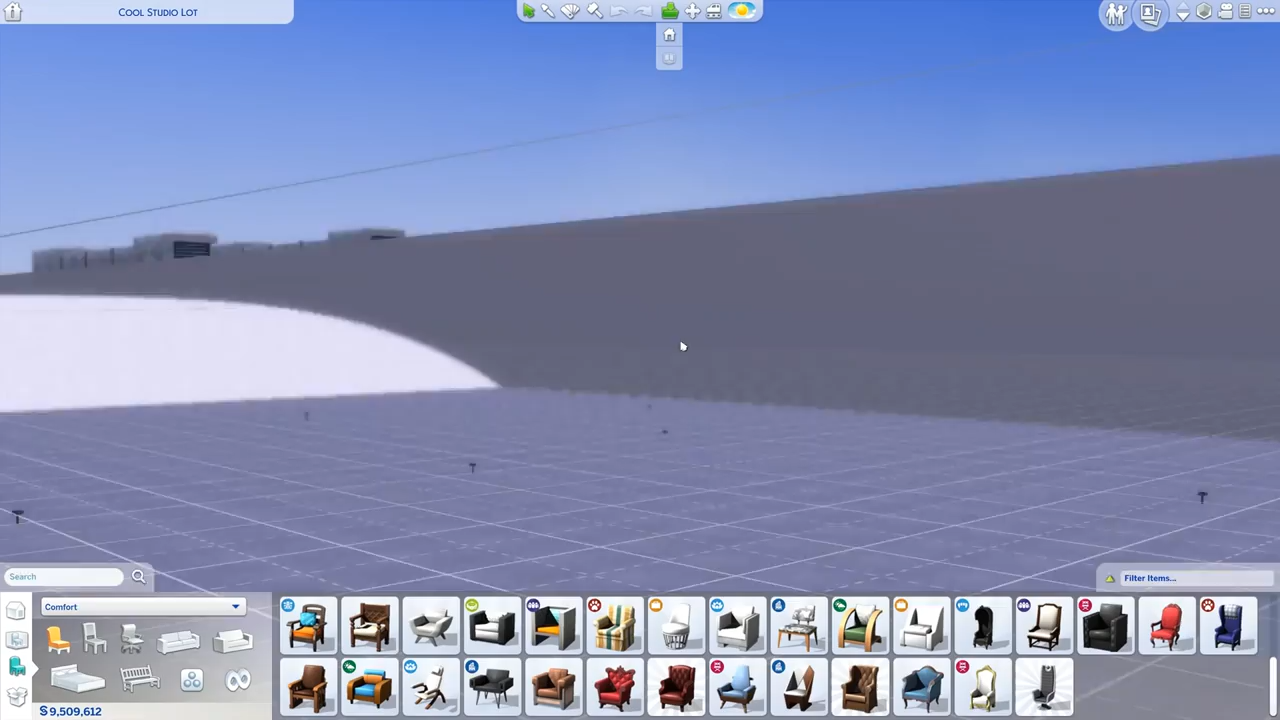 Cool Studio Lot
Search
Filter Items...
Comfort
§9,509,612